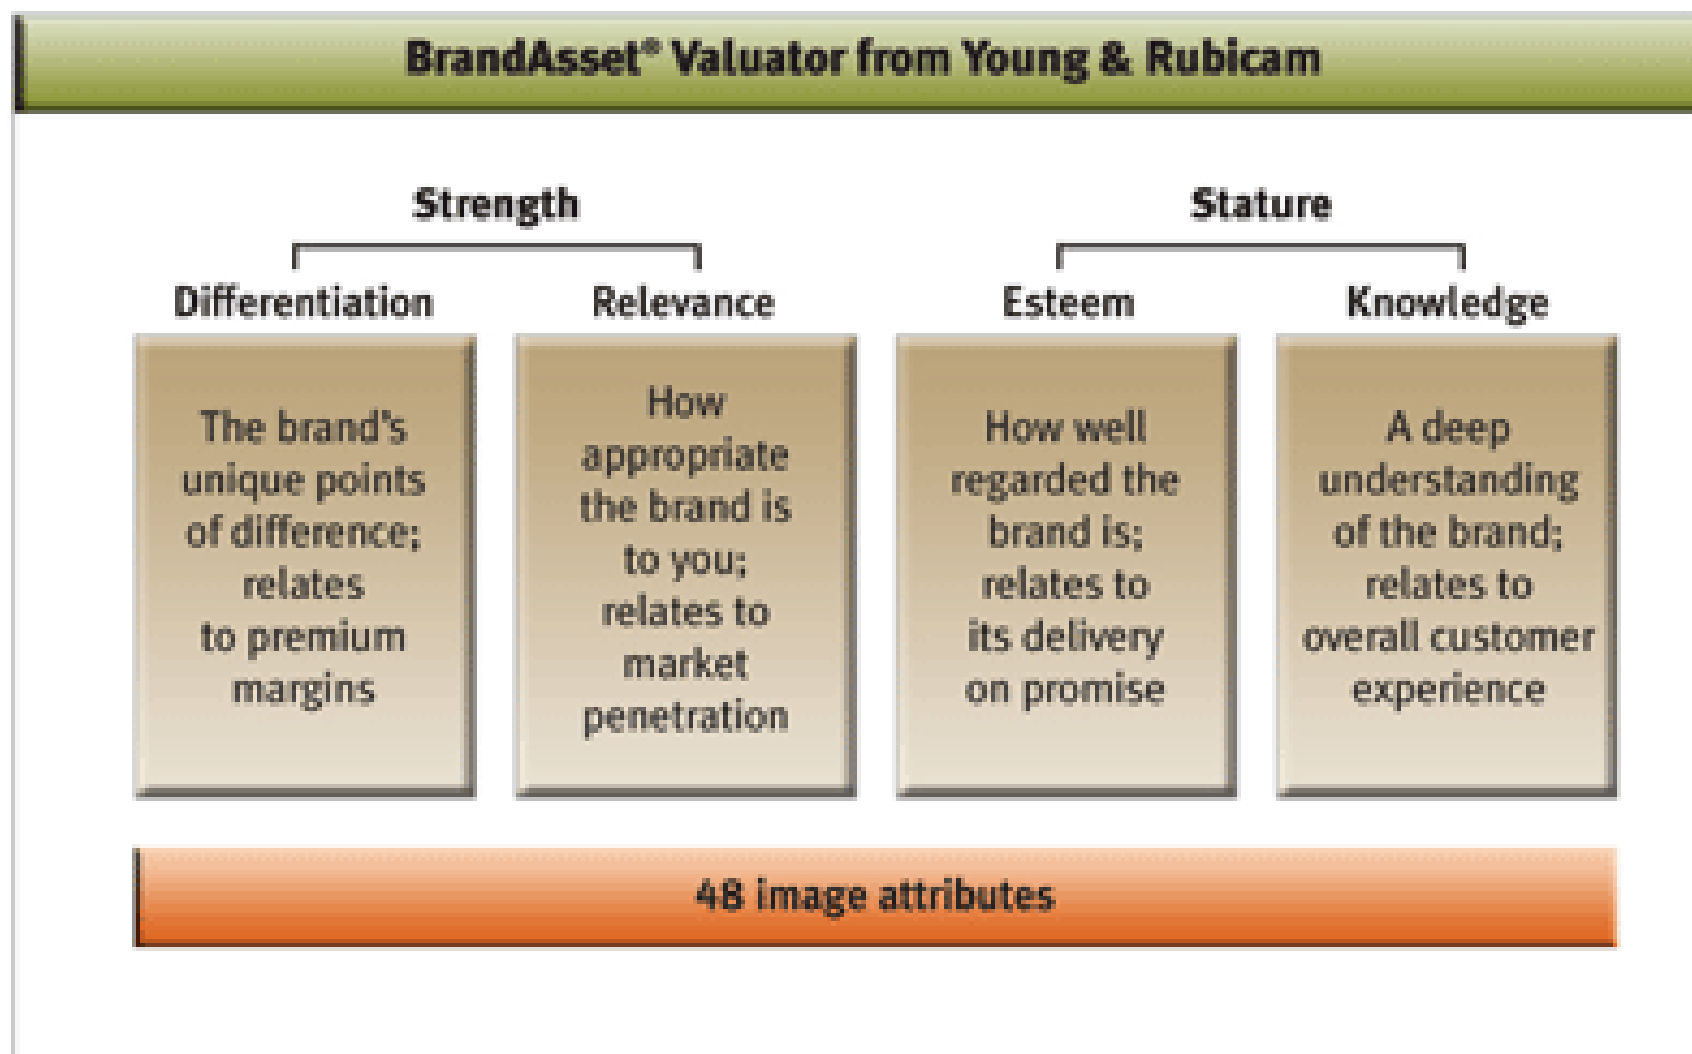 BrandAsset® Valuator from Young & Rubicam
Strength
Stature
Differentiation
Relevance
Esteem
Knowledge
The brand's
unique points
of difference;
relates
to premium
margins
How
appropriate
the brand is
to you;
relates to
market
penetration
How well
regarded the
brand is;
relates to
its delivery
on promise
A deep
understanding
of the brand;
relates to
overall customer
experience
48 image attributes